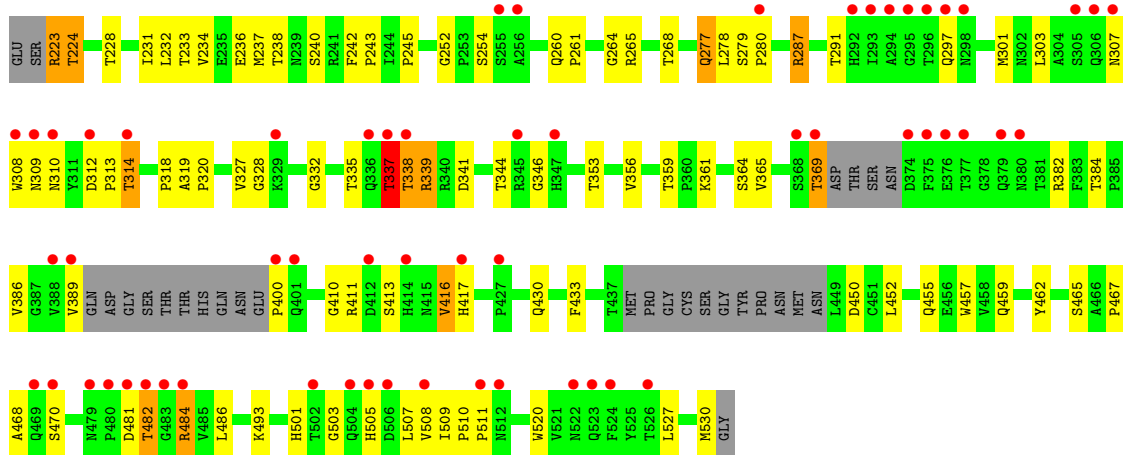 GLU SER R223 T224 T228 I231 L232 T233 V234 E235 E236 M237 T238 N239 S240 R241 F242 P243 I244 P245 G252 P253 S254 S255 A256 Q260 P261 G264 R265 T268 Q277 L278 S279 P280 R287 T291 H292 I293 A294 G295 T296 Q297 N298 M301 N302 L303 A304 S305 Q306 N307
W308 N309 N310 Y311 D312 P313 T314 P318 A319 P320 V327 G328 K329 G332 T335 Q336 T337 T338 R339 R340 D341 T344 R345 G346 H347 T353 V356 T359 P360 K361 S364 V365 S368 T369 ASP THR SER ASN D374 F375 E376 T377 G378 Q379 N380 T381 R382 F383 T384 P385
V386 G387 V388 V389 GLN ASP GLY SER THR THR HIS GLN ASN GLU P400 Q401 G410 R411 D412 S413 H414 N415 V416 H417 P427 Q430 F433 T437 MET PRO GLY CYS SER GLY TYR PRO ASN MET ASN L449 D450 C451 L452 Q455 E456 W457 V458 Q459 Y462 S465 A466 P467
A468 Q469 S470 N479 P480 D481 T482 G483 R484 V485 L486 K493 H501 T502 G503 Q504 H505 D506 L507 V508 I509 P510 P511 N512 W520 V521 N522 Q523 F524 Y525 T526 L527 M530 GLY